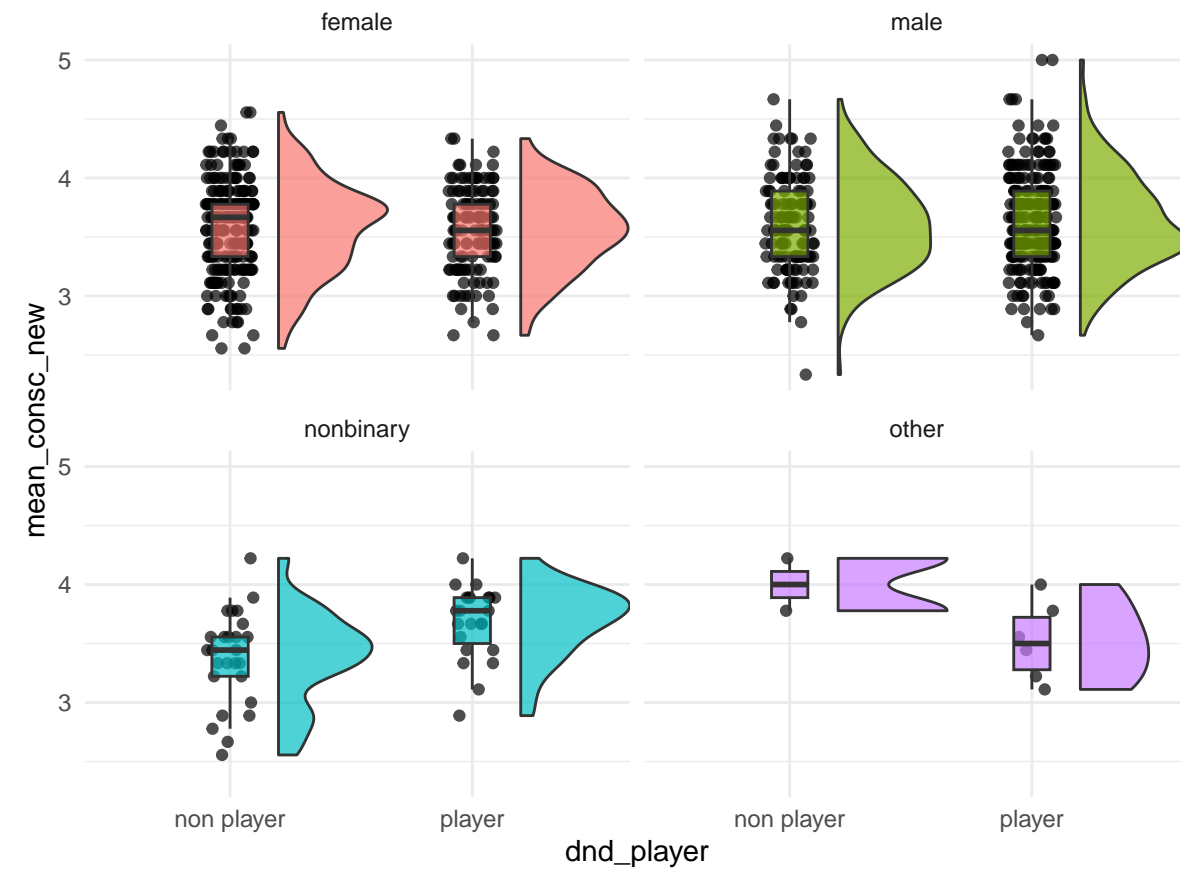 female
male
5
4
3
nonbinary
other
5
4
3
mean_consc_new
non player
player
non player
player
dnd_player